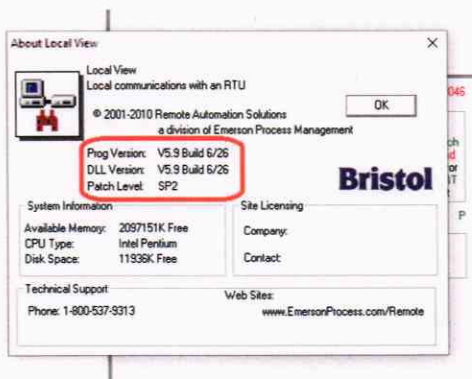 About Local View
Local View
Local communications with an RTU
© 2001-2010 Remote Automation Solutions
a division of Emerson Process Management
OK
Prog Version: V5.9 Build 6/26
DLL Version: V5.9 Build 6/26
Patch Level: SP2
Bristol
System Information
Available Memory: 2097151K Free
CPU Type: Intel Pentium
Disk Space: 11936K Free
Site Licensing
Company:
Contact:
Technical Support
Phone: 1-800-537-9313
Web Sites:
www.EmersonProcess.com/Remote
046
P